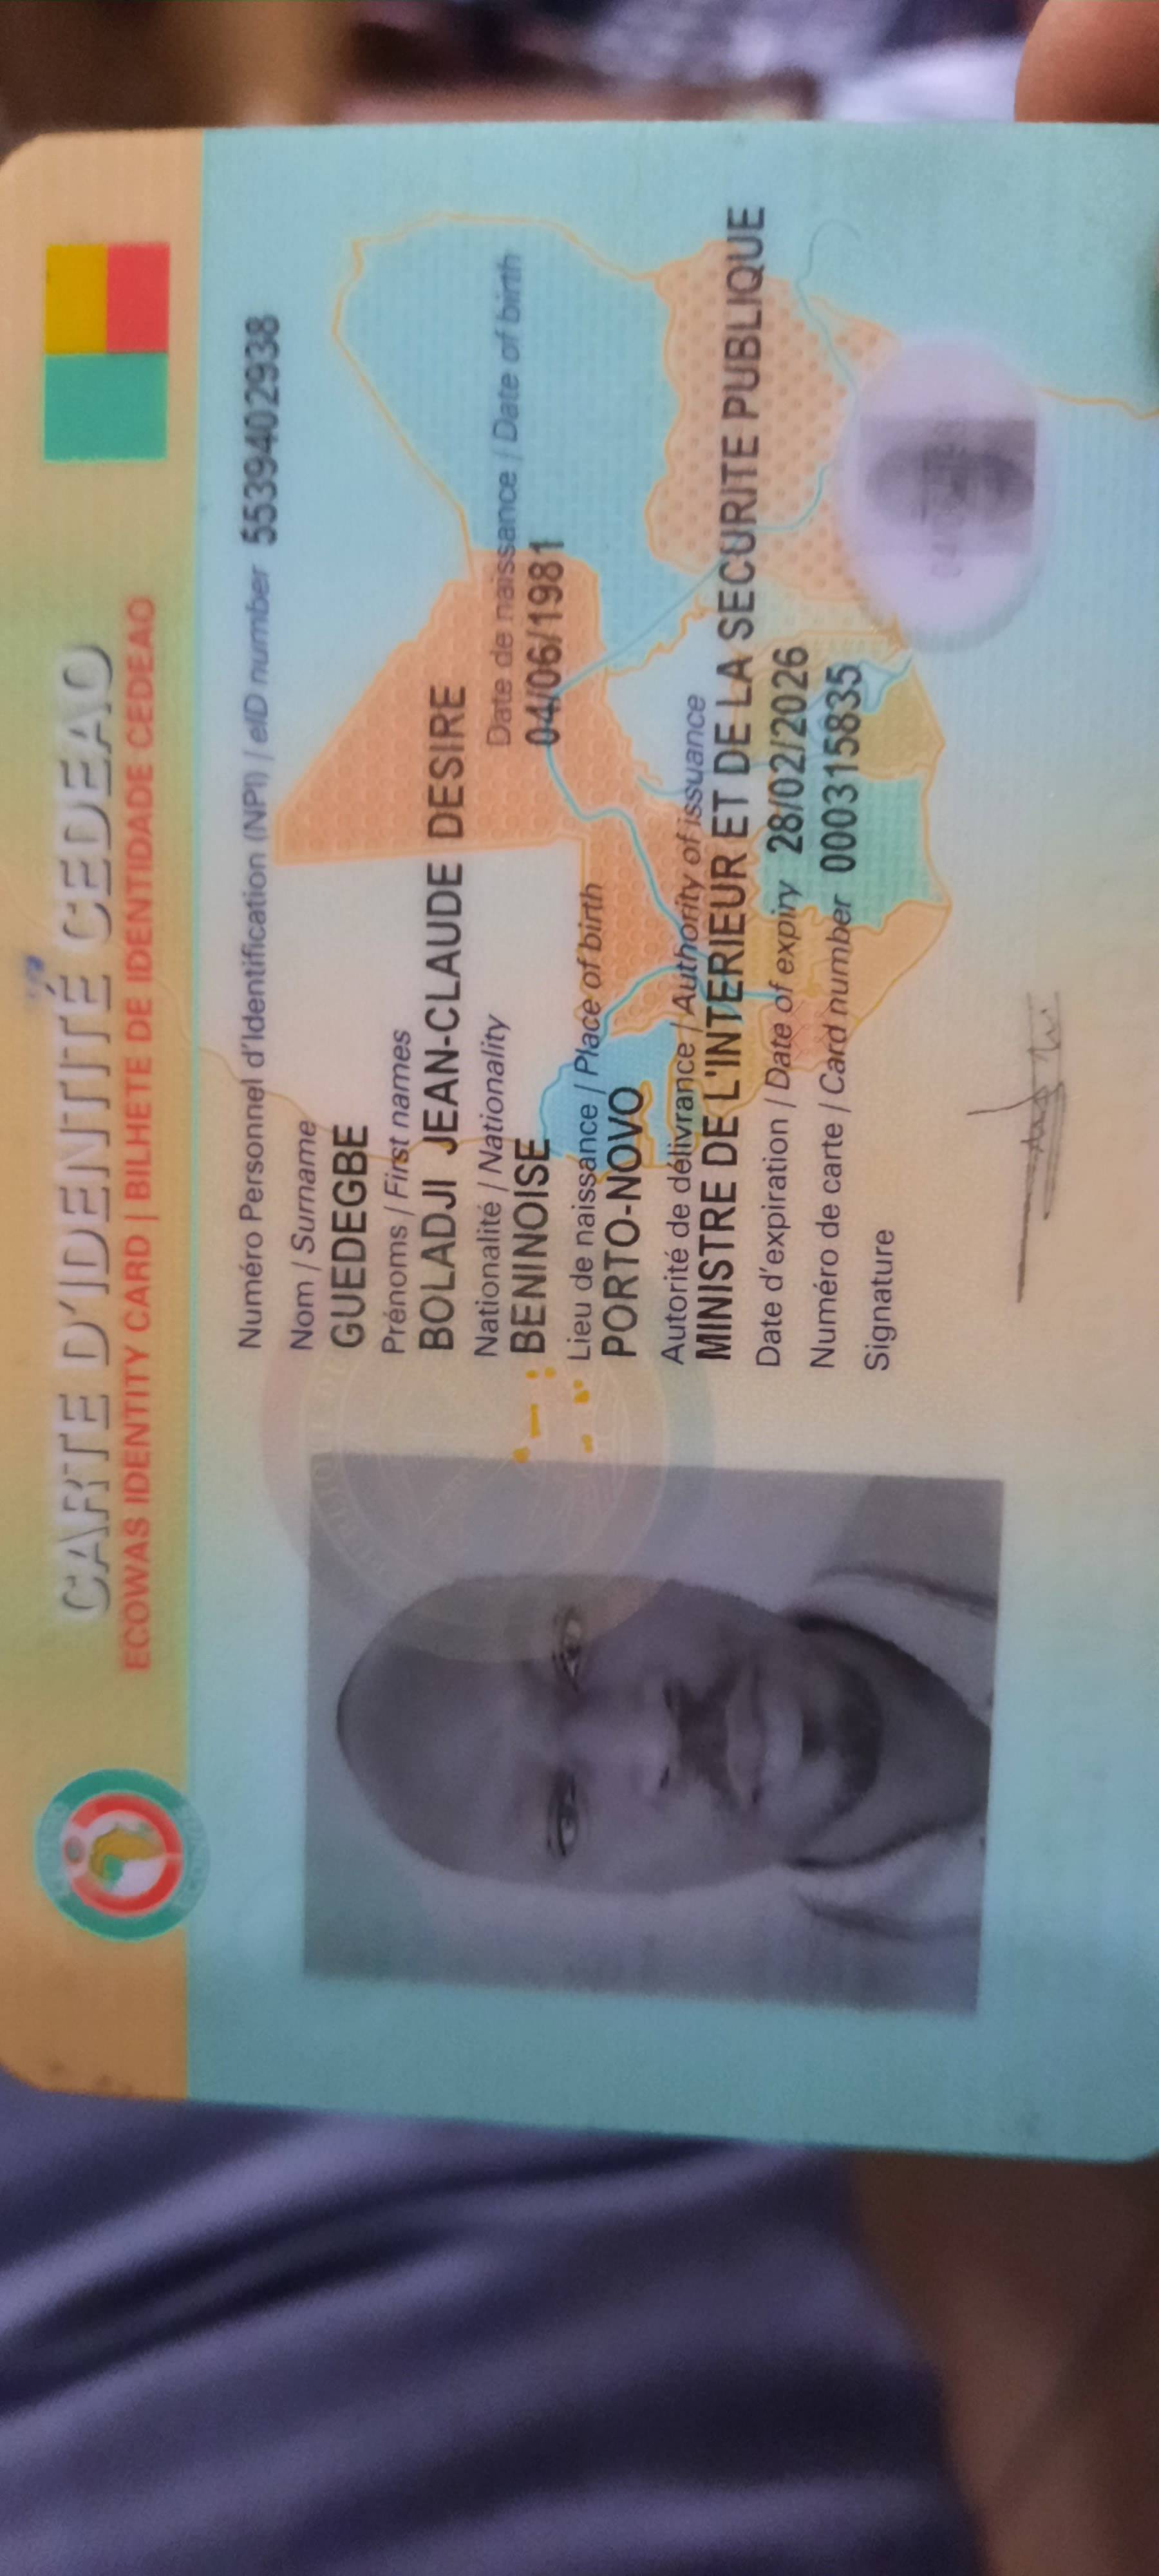 CARTE D'IDENTITÉ CEDEAO
ECOWAS IDENTITY CARD | BILHETE DE IDENTIDADE CEDEAO
Numéro Personnel d'Identification (NPI) / eID number 5539402938
Nom / Surname
GUEDEGBE
Prénoms / First names
BOLADJI JEAN-CLAUDE DESIRE
Nationalité / Nationality Date de naissance / Date of birth
BENINOISE 04/06/1981
Lieu de naissance / Place of birth
PORTO-NOVO
Autorité de délivrance / Authority of issuance
MINISTRE DE L'INTERIEUR ET DE LA SECURITE PUBLIQUE
Date d'expiration / Date of expiry 28/02/2026
Numéro de carte / Card number 000315835
Signature